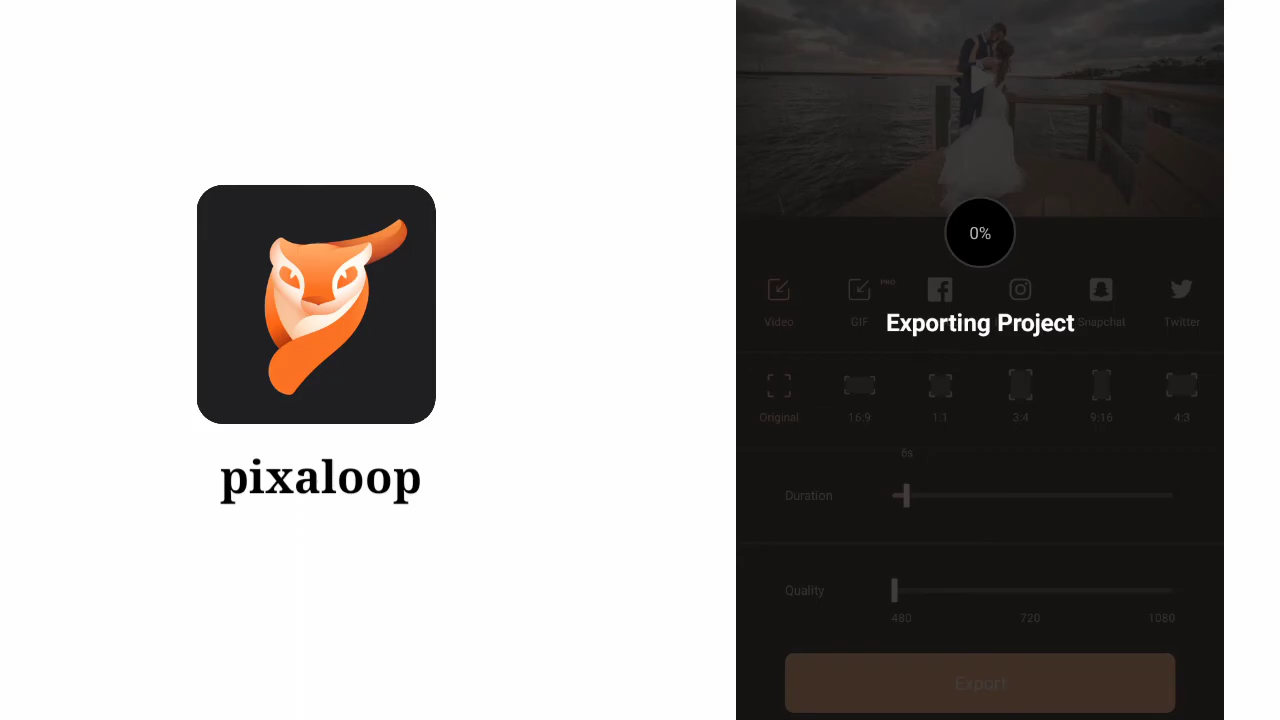 pixaloop
0%
Video
GIF
PRO
Snapchat
Twitter
Exporting Project
Original
16:9
1:1
3:4
9:16
4:3
6s
Duration
Quality
480
720
1080
Export